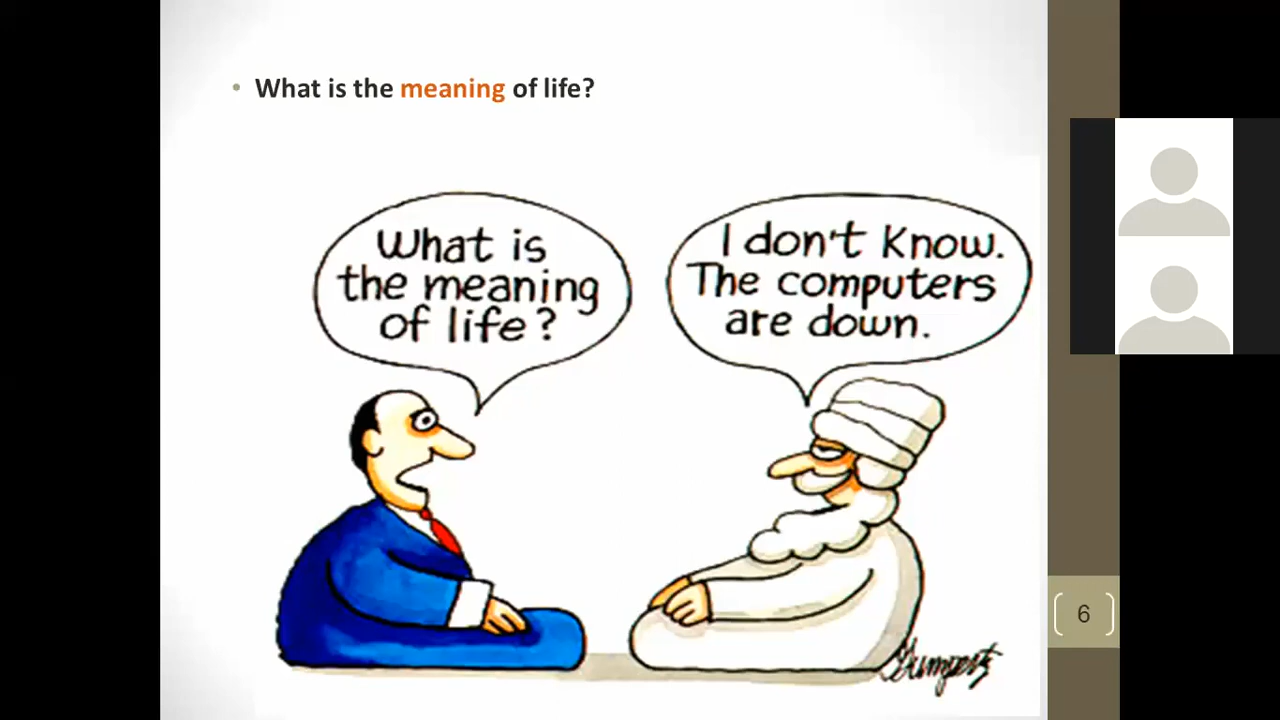 • What is the meaning of life?
What is
the meaning
of life?
I don't know.
The computers
are down.
6